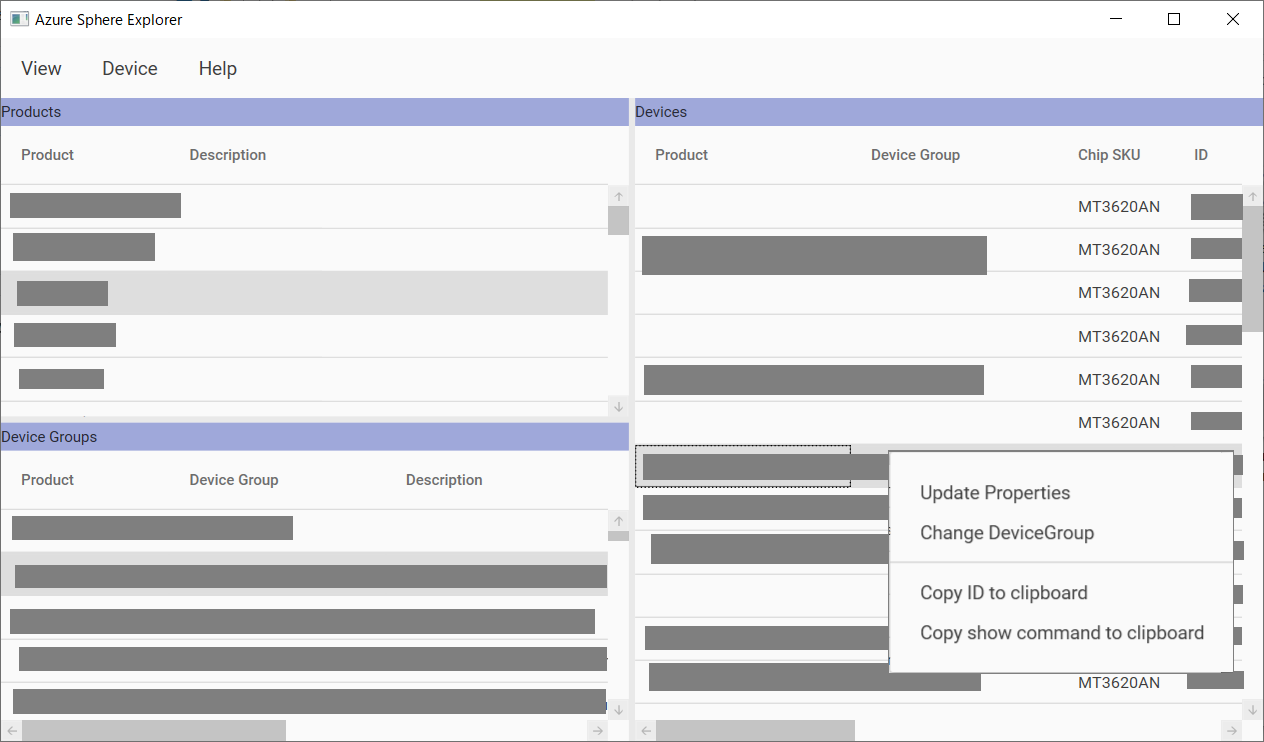 Azure Sphere Explorer
View Device Help
Products
Product Description
Device Groups
Product Device Group Description
Devices
Product Device Group Chip SKU ID
MT3620AN
MT3620AN
MT3620AN
MT3620AN
MT3620AN
MT3620AN
Update Properties
Change DeviceGroup
Copy ID to clipboard
Copy show command to clipboard
MT3620AN